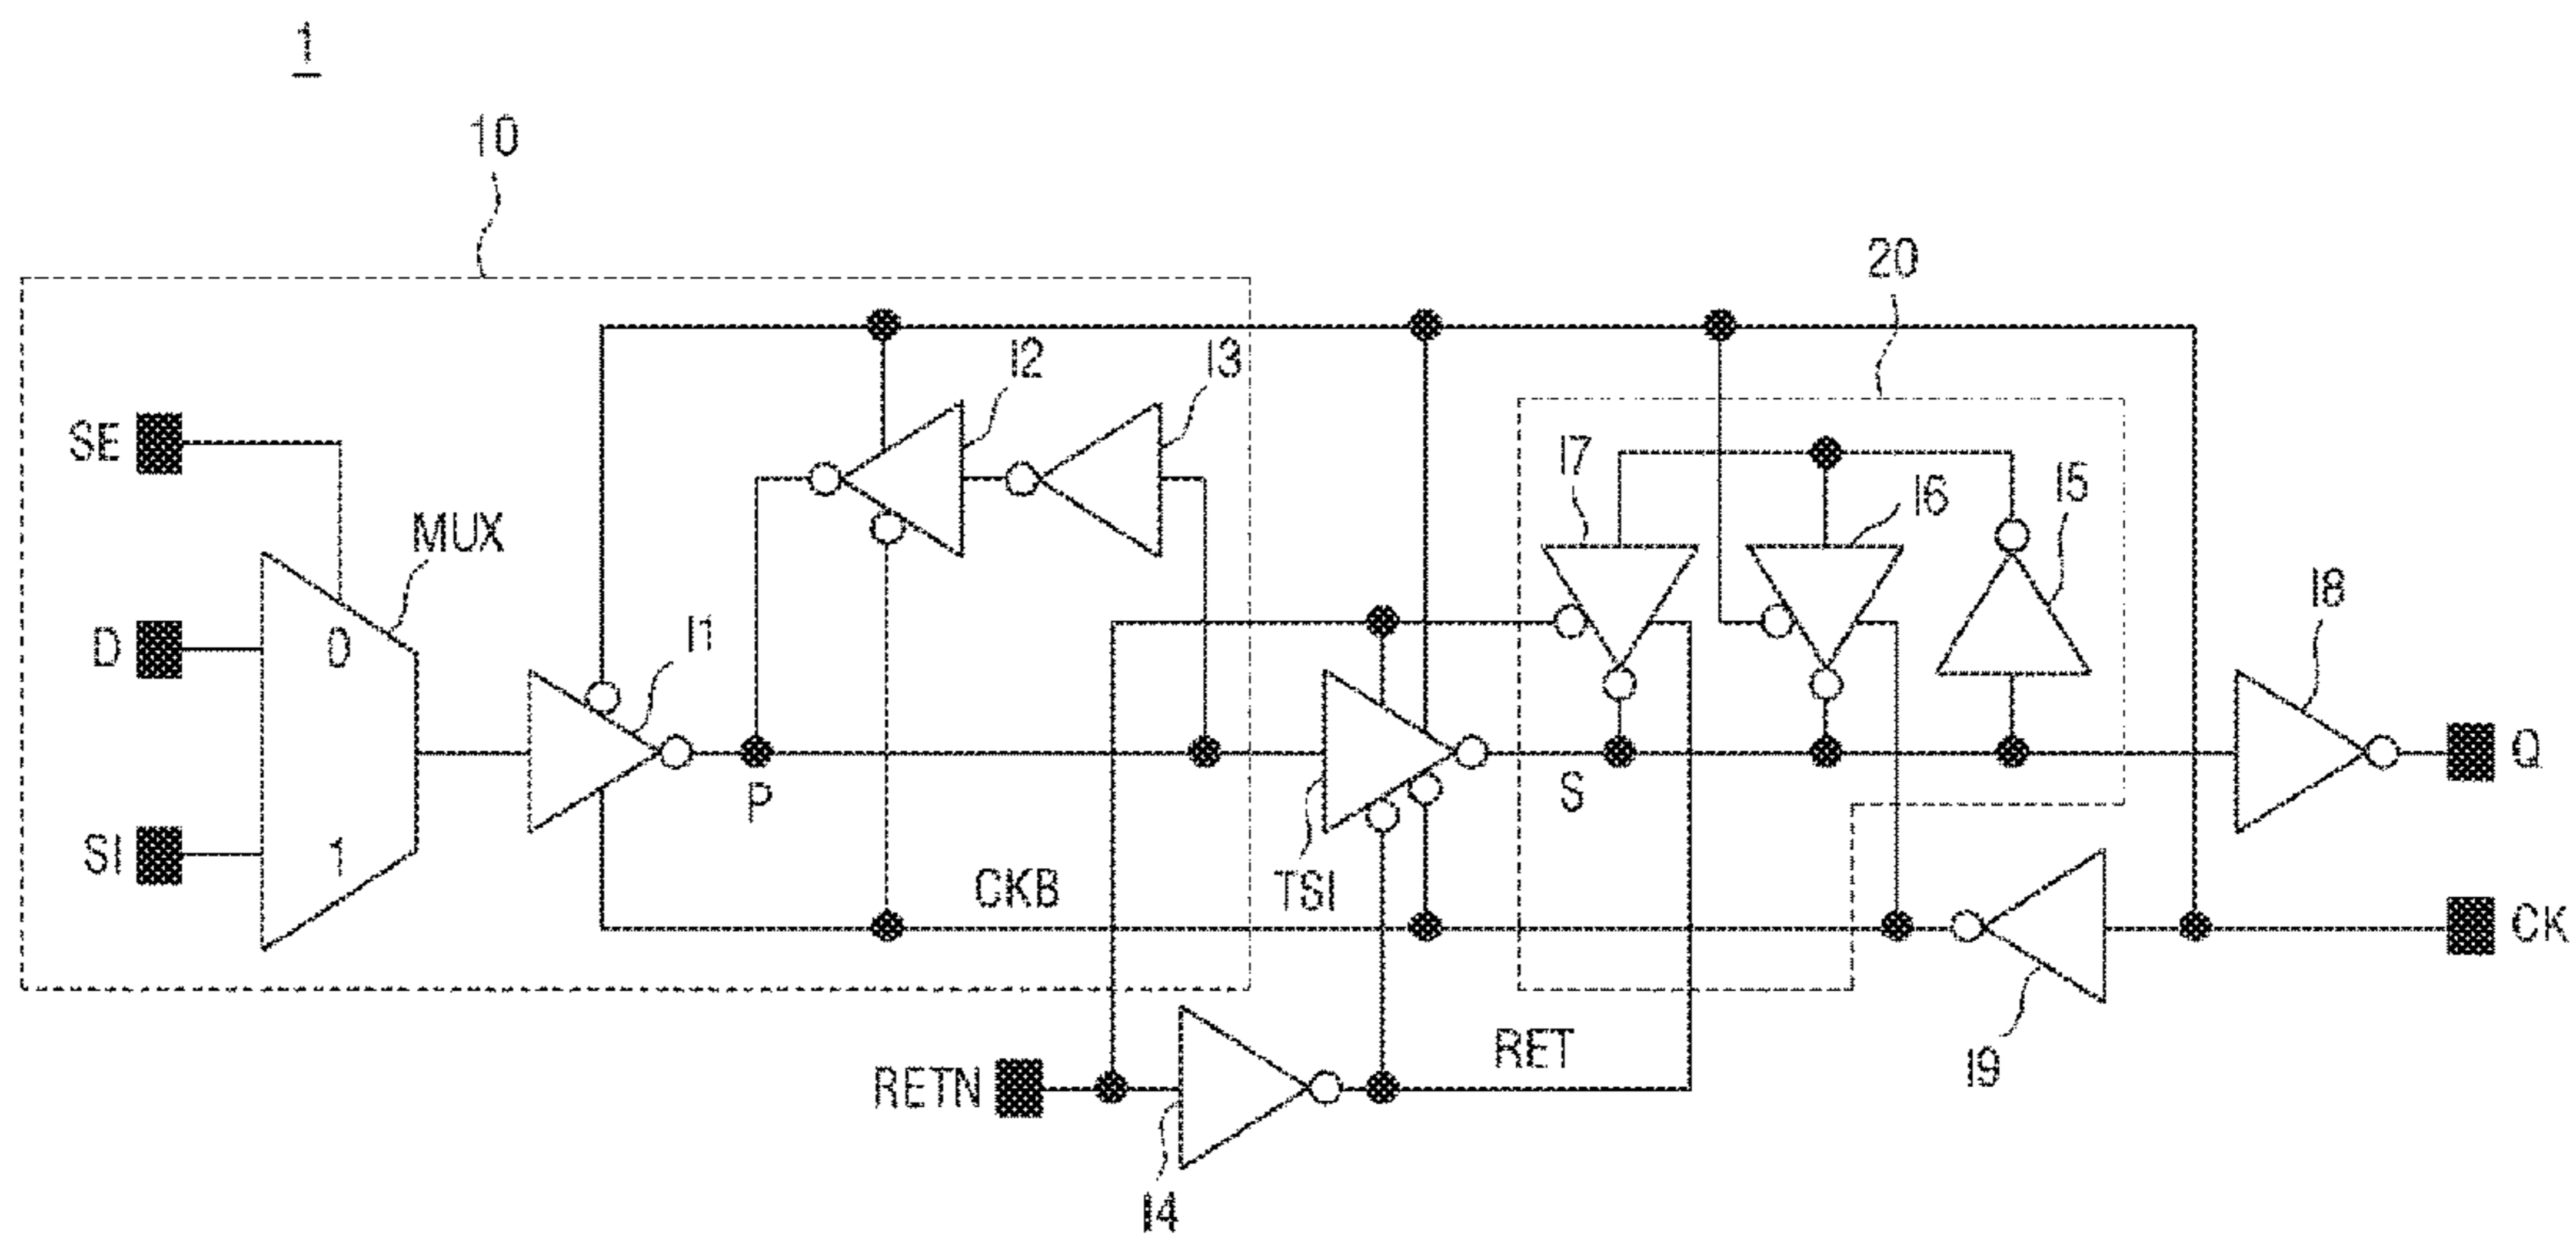 1
10
20
I2
I3
SE
I7
I6
I5
MUX
D
0
I1
I8
P
S
Q
SI
1
CKB
TSI
CK
RETN
RET
I9
I4